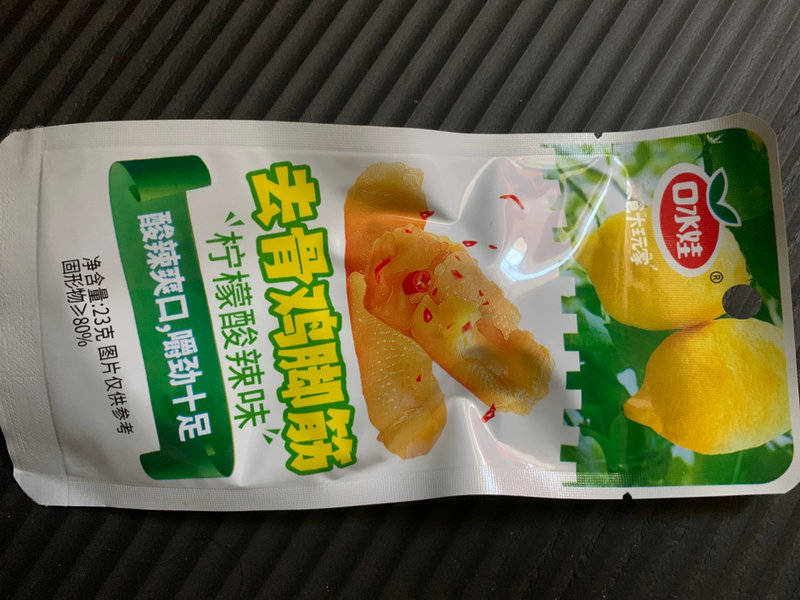 口水娃
®
去骨鸡脚筋
柠檬酸辣味
酸辣爽口,嚼劲十足
净含量:23克 图片仅供参考
固形物≥80%